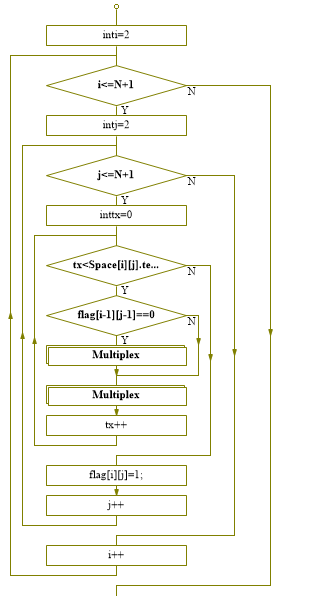 inti=2
i<=N+1
N
Y
intj=2
j<=N+1
N
Y
inttx=0
tx<Space[i][j].te...
N
Y
flag[i-1][j-1]==0
N
Y
Multiplex
Multiplex
tx++
flag[i][j]=1;
j++
i++